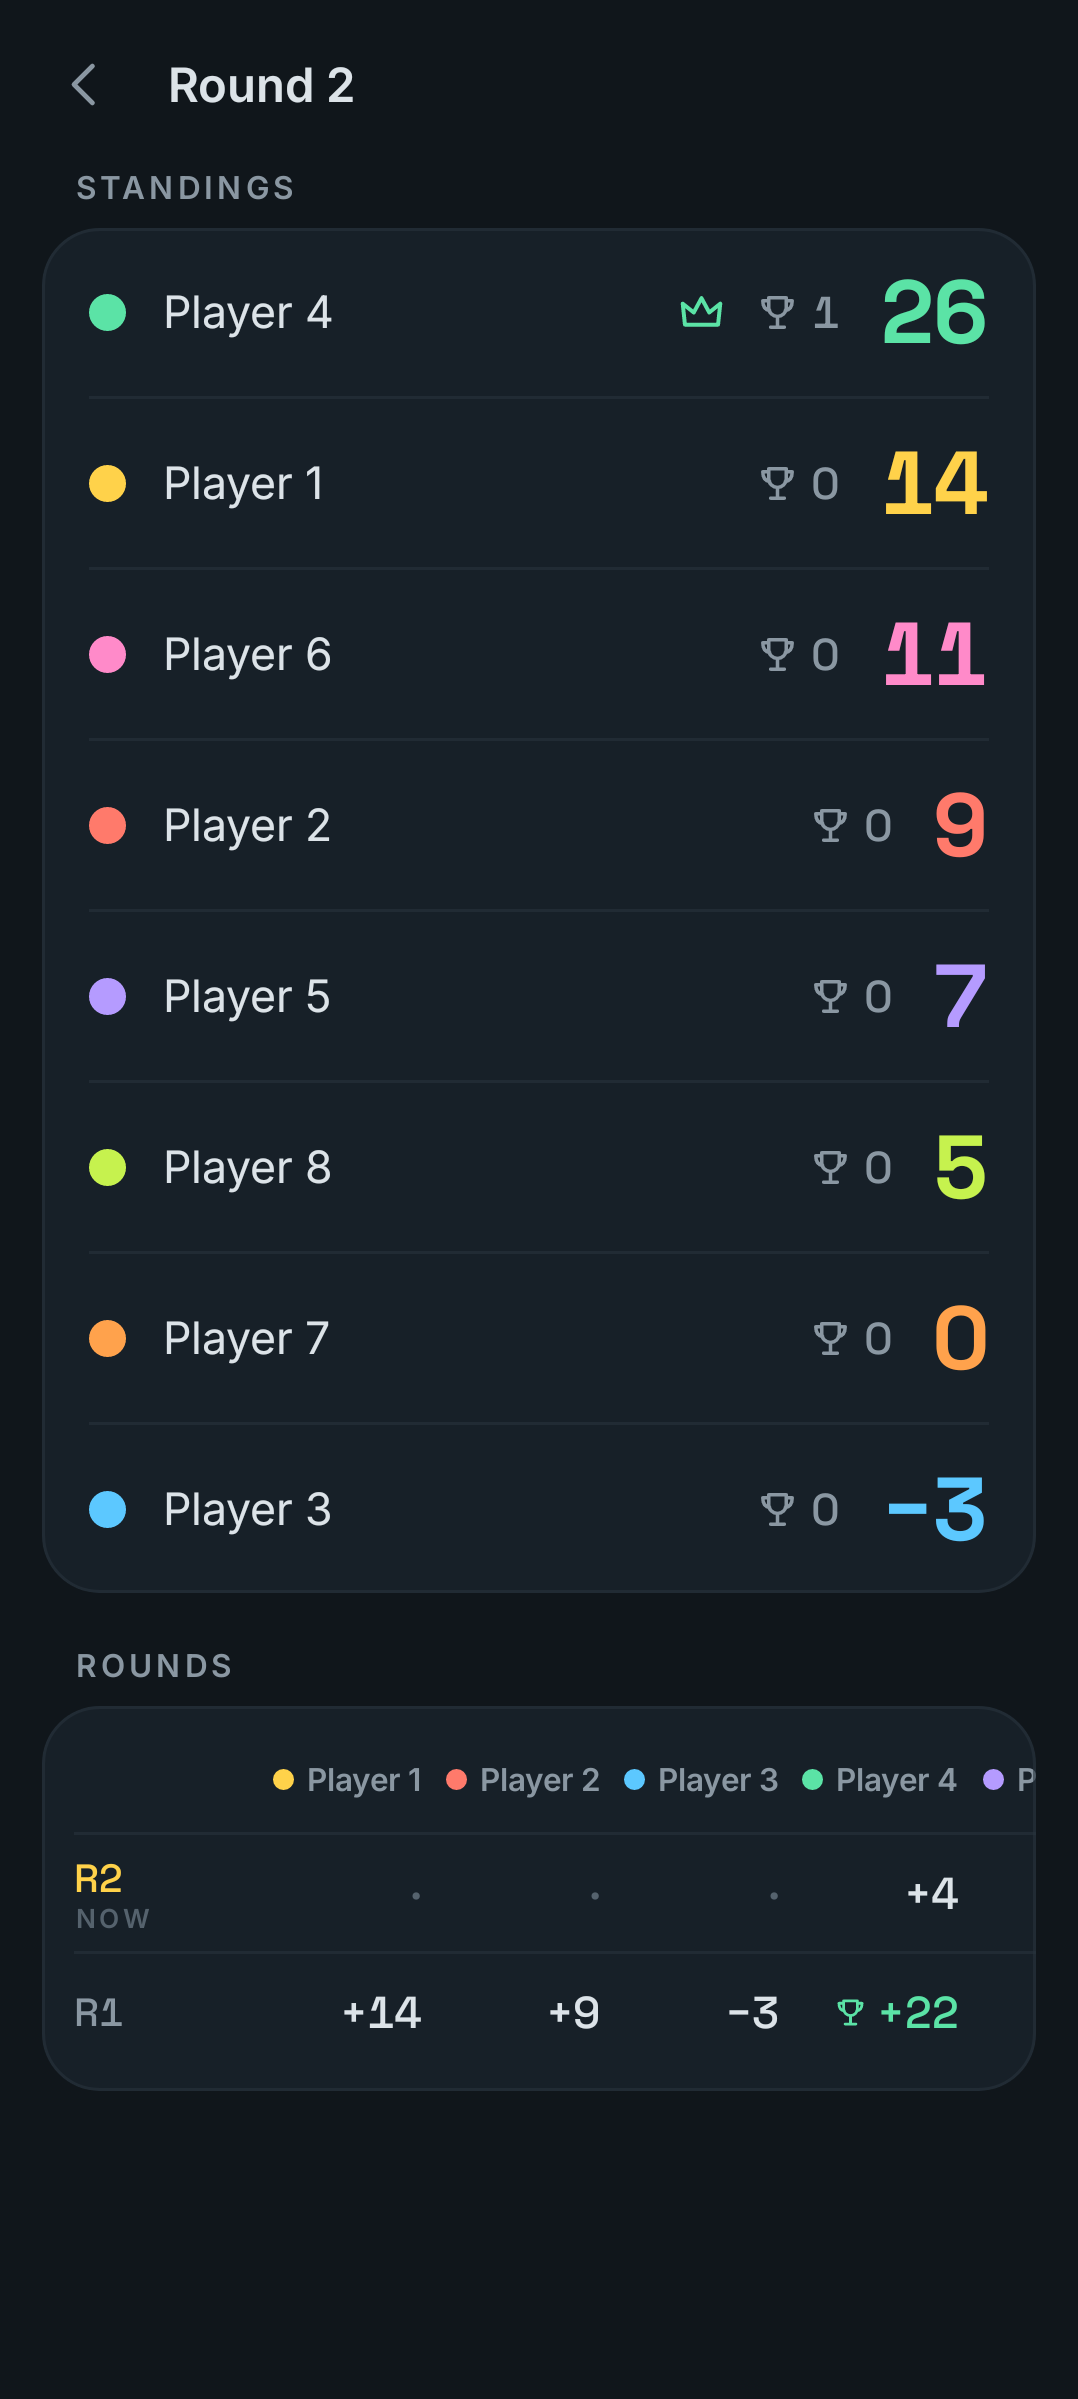 Round 2
STANDINGS
Player 4 1 26
Player 1 0 14
Player 6 0 11
Player 2 0 9
Player 5 0 7
Player 8 0 5
Player 7 0 0
Player 3 0 -3
ROUNDS
Player 1 Player 2 Player 3 Player 4 P
R2 · · · +4
NOW
R1 +14 +9 -3 +22